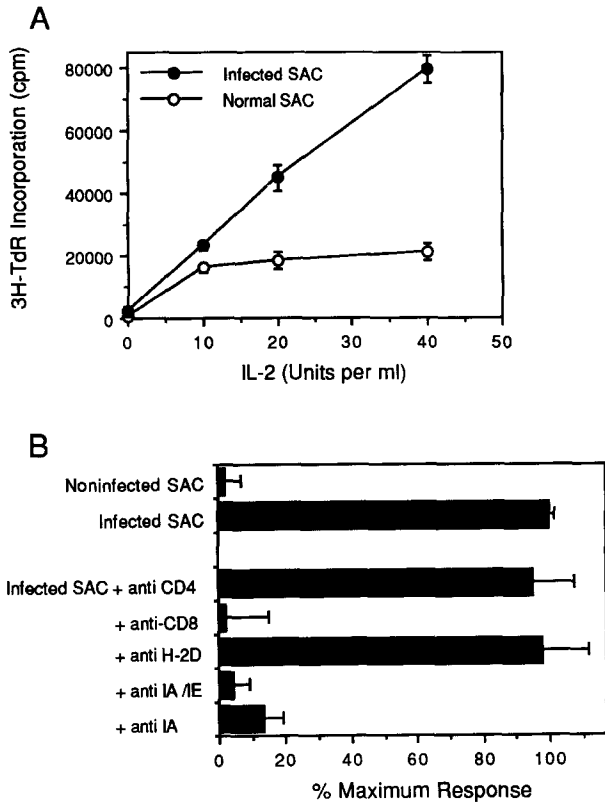 A
3H-TdR Incorporation (cpm)
80000
60000
40000
20000
0
Infected SAC
Normal SAC
0 10 20 30 40 50
IL-2 (Units per ml)
B
Noninfected SAC
Infected SAC
Infected SAC + anti CD4
+ anti-CD8
+ anti H-2D
+ anti IA /IE
+ anti IA
0 20 40 60 80 100
% Maximum Response